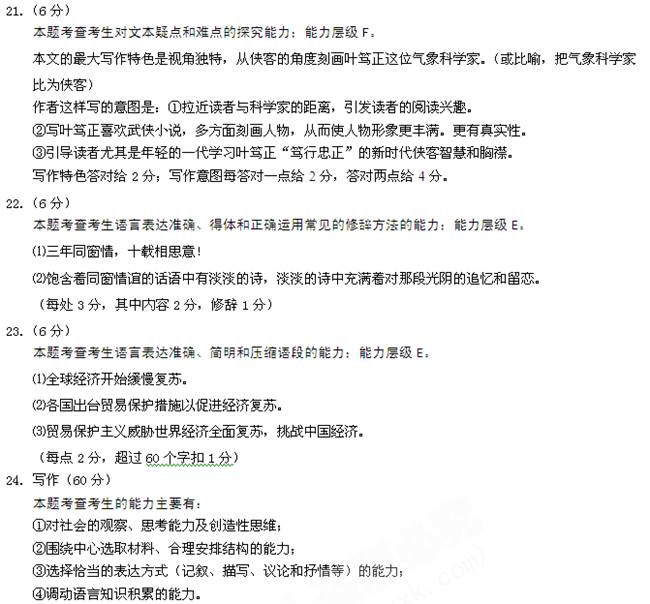 21.（6 分）
本题考查考生对文本疑点和难点的探究能力；能力层级 F。
本文的最大写作特色是视角独特，从侠客的角度刻画叶笃正这位气象科学家。（或比喻，把气象科学家
比为侠客）
作者这样写的意图是：①拉近读者与科学家的距离，引发读者的阅读兴趣。
②写叶笃正喜欢武侠小说，多方面刻画人物，从而使人物形象更丰满。更有真实性。
③引导读者尤其是年轻的一代学习叶笃正“笃行忠正”的新时代侠客智慧和胸襟。
写作特色答对给 2 分；写作意图每答对一点给 2 分，答对两点给 4 分。
22.（6 分）
本题考查考生语言表达准确、得体和正确运用常见的修辞方法的能力；能力层级 E。
⑴三年同窗情，十载相思意！
⑵饱含着同窗情谊的话语中有淡淡的诗，淡淡的诗中充满着对那段光阴的追忆和留恋。
（每处 3 分，其中内容 2 分，修辞 1 分）
23.（6 分）
本题考查考生语言表达准确、简明和压缩语段的能力；能力层级 E。
⑴全球经济开始缓慢复苏。
⑵各国出台贸易保护措施以促进经济复苏。
⑶贸易保护主义威胁世界经济全面复苏，挑战中国经济。
（每点 2 分，超过 60 个字扣 1 分）
24. 写作（60 分）
本题考查考生的能力主要有：
①对社会的观察、思考能力及创造性思维；
②围绕中心选取材料、合理安排结构的能力；
③选择恰当的表达方式（记叙、描写、议论和抒情等）的能力；
④调动语言知识积累的能力。